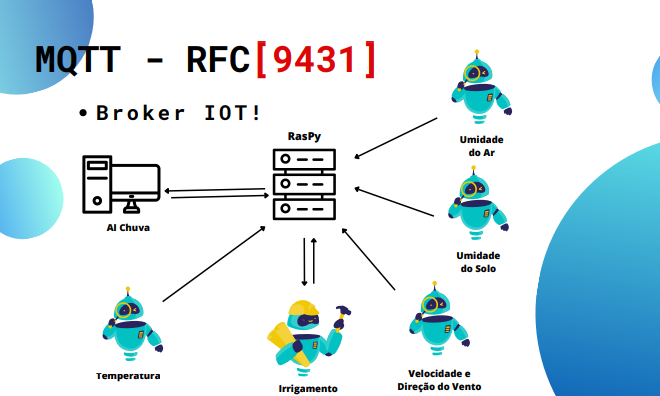 MQTT - RFC[9431]
• Broker IOT!
RasPy
Umidade
do Ar
AI Chuva
Umidade
do Solo
Temperatura
Irrigamento
Velocidade e
Direção do Vento